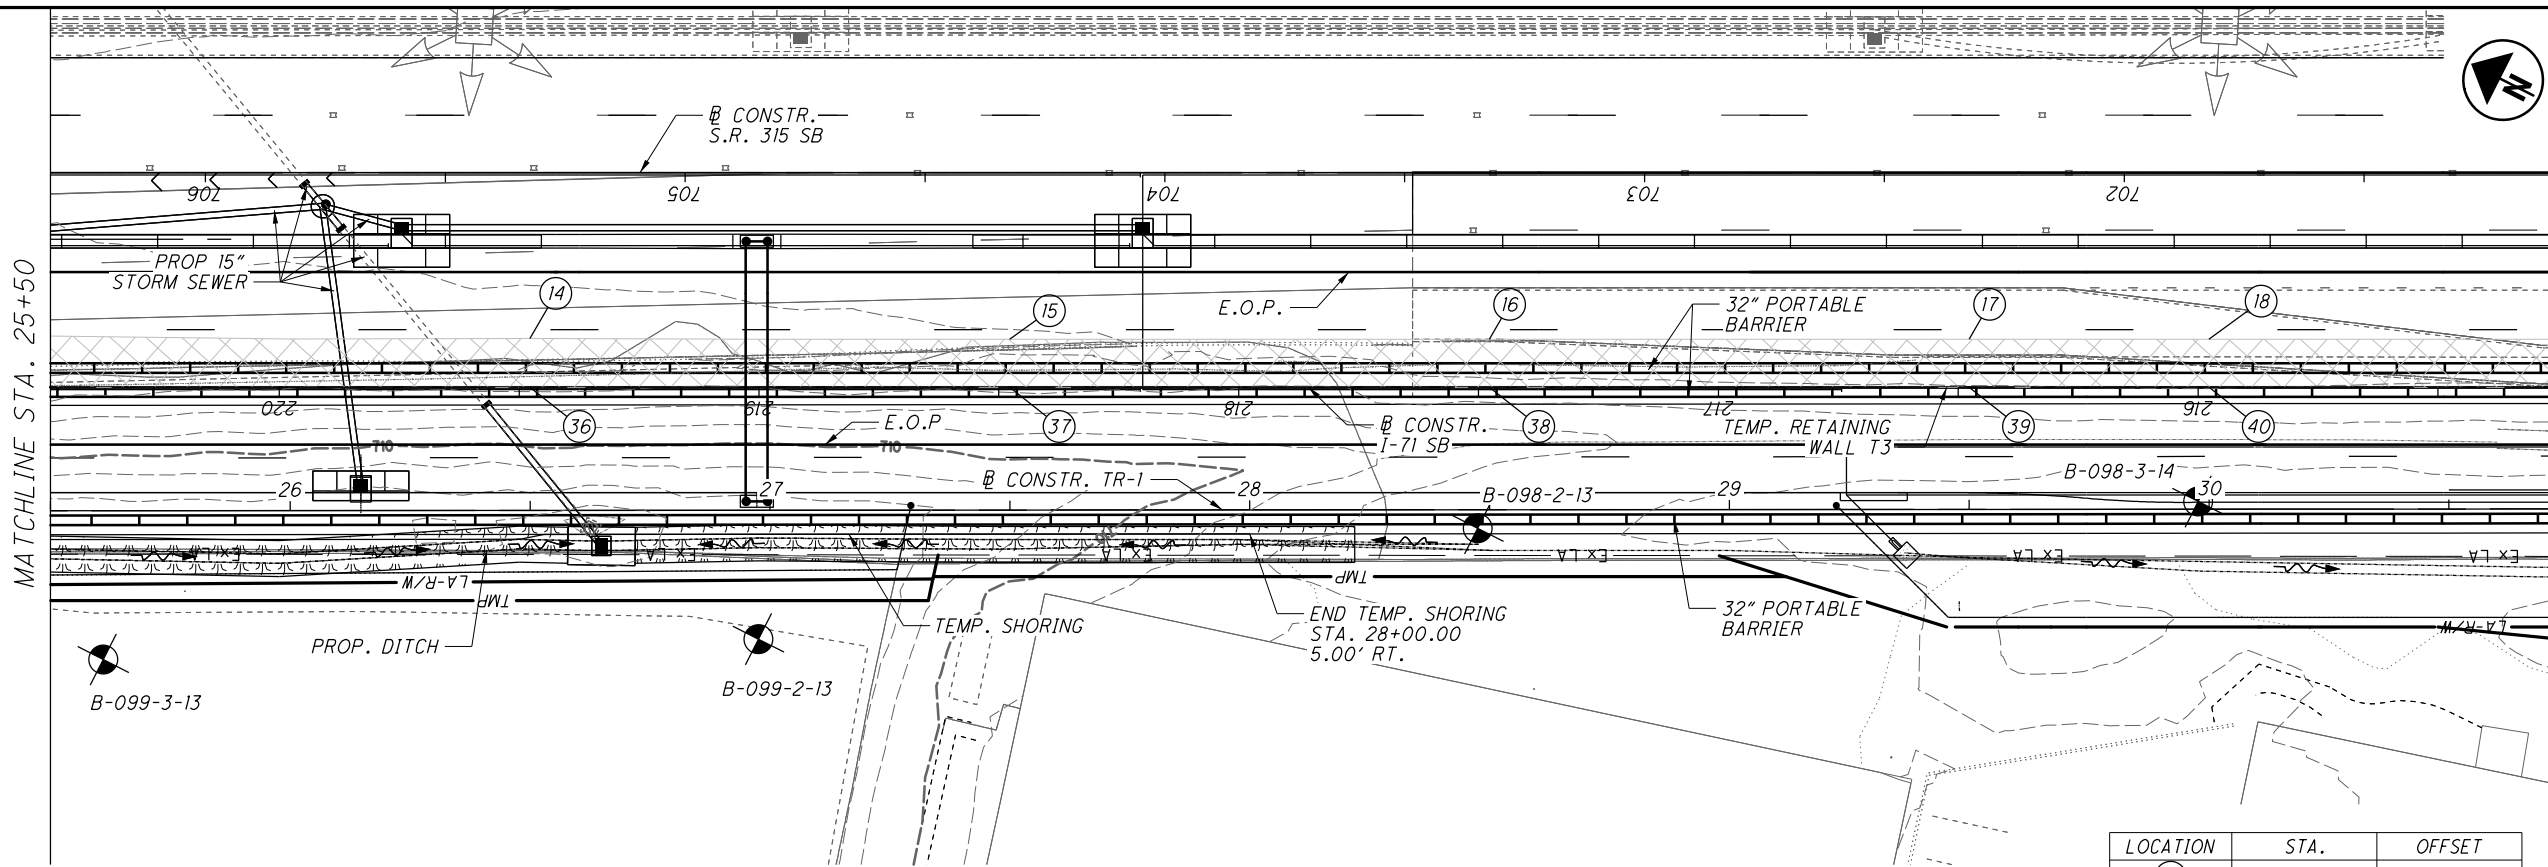 N
℄ CONSTR.
S.R. 315 SB
706
705
704
703
702
PROP 15"
STORM SEWER
14
15
16
17
18
E.O.P.
32" PORTABLE
BARRIER
MATCHLINE STA. 25+50
220
219
218
217
216
36
37
38
39
40
E.O.P
℄ CONSTR.
I-71 SB
TEMP. RETAINING
WALL T3
710
710
℄ CONSTR. TR-1
26
27
28
29
30
B-098-2-13
B-098-3-14
Ex LA
Ex LA
Ex LA
Ex LA
Ex LA
Ex LA
LA-R/W
TMP
TMP
LA-R/W
PROP. DITCH
TEMP. SHORING
END TEMP. SHORING
STA. 28+00.00
5.00' RT.
32" PORTABLE
BARRIER
B-099-3-13
B-099-2-13
LOCATION STA. OFFSET